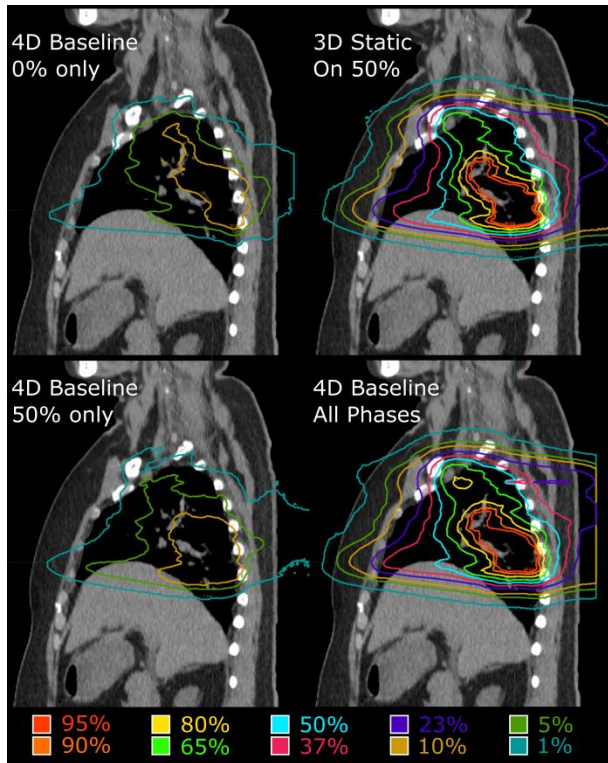 4D Baseline
0% only
3D Static
On 50%
4D Baseline
50% only
4D Baseline
All Phases
95%
80%
50%
23%
5%
90%
65%
37%
10%
1%